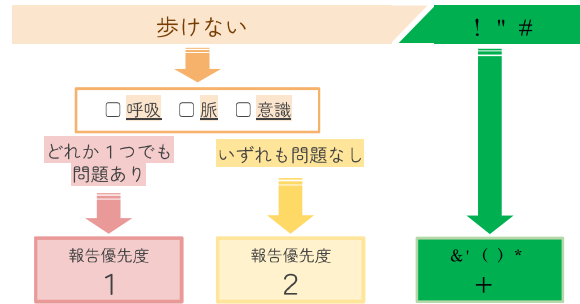 歩けない
! " #
□ 呼吸 □ 脈 □ 意識
どれか１つでも
問題あり
いずれも問題なし
報告優先度
1
報告優先度
2
&' ( ) *
+